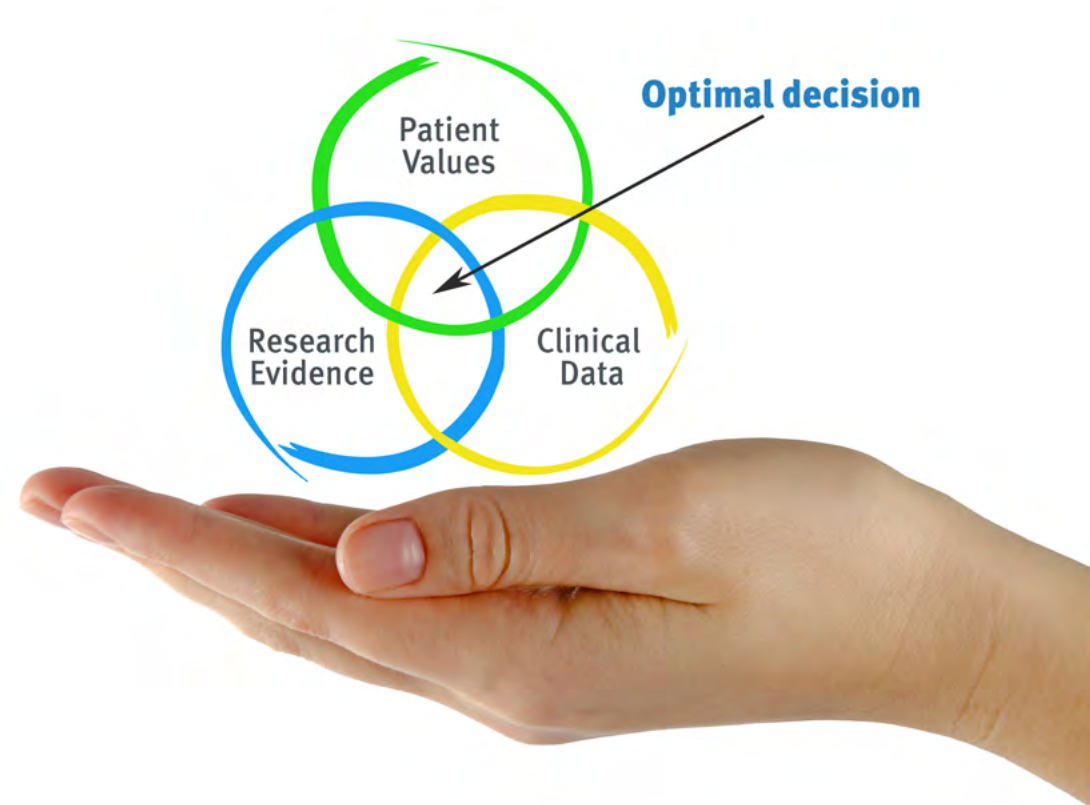 Optimal decision
Patient
Values
Research
Evidence
Clinical
Data